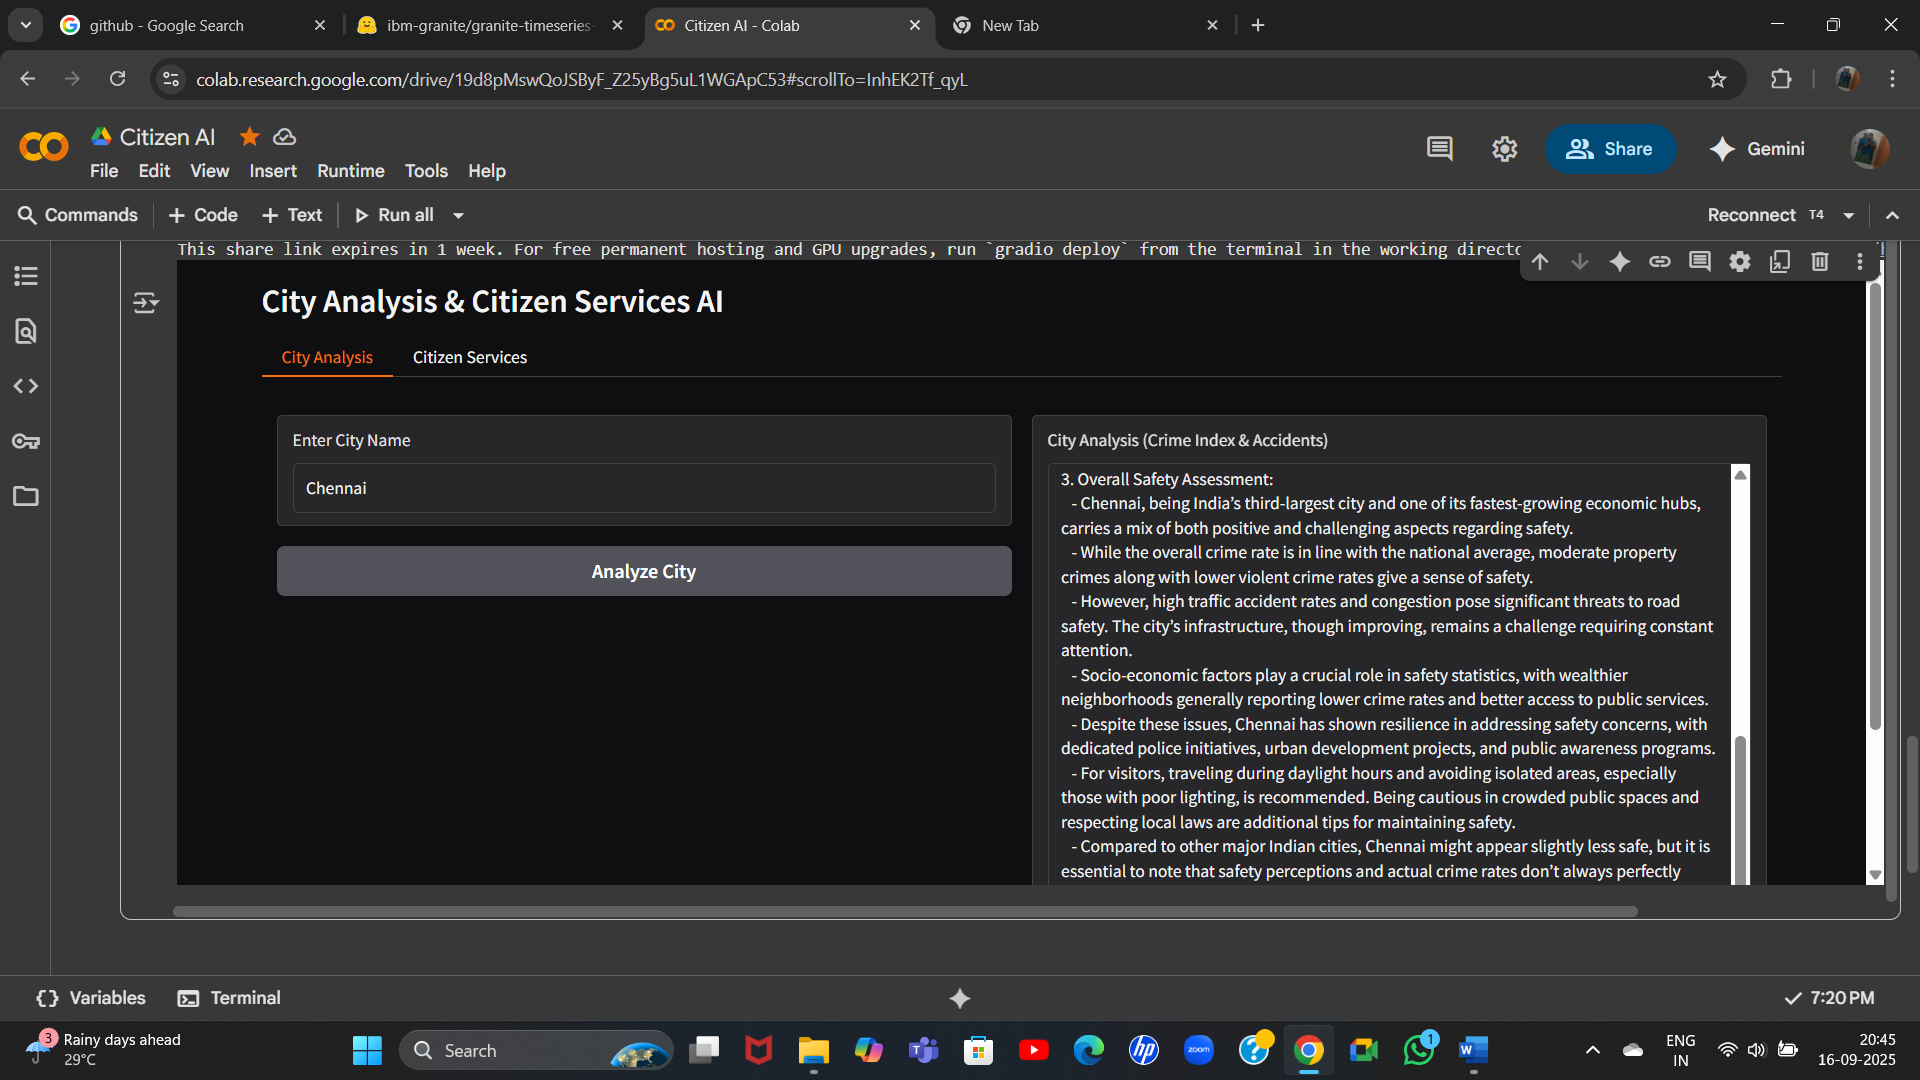 github - Google Search
ibm-granite/granite-timeseries-
Citizen AI - Colab
New Tab
colab.research.google.com/drive/19d8pMswQoJSByF_Z25yBg5uL1WGApC53#scrollTo=InhEK2Tf_qyL
Citizen AI
File Edit View Insert Runtime Tools Help
Share
Gemini
Commands + Code + Text Run all
Reconnect T4
This share link expires in 1 week. For free permanent hosting and GPU upgrades, run `gradio deploy` from the terminal in the working directo
City Analysis & Citizen Services AI
City Analysis Citizen Services
Enter City Name
Chennai
Analyze City
City Analysis (Crime Index & Accidents)
3. Overall Safety Assessment:
- Chennai, being India’s third-largest city and one of its fastest-growing economic hubs,
carries a mix of both positive and challenging aspects regarding safety.
- While the overall crime rate is in line with the national average, moderate property
crimes along with lower violent crime rates give a sense of safety.
- However, high traffic accident rates and congestion pose significant threats to road
safety. The city’s infrastructure, though improving, remains a challenge requiring constant
attention.
- Socio-economic factors play a crucial role in safety statistics, with wealthier
neighborhoods generally reporting lower crime rates and better access to public services.
- Despite these issues, Chennai has shown resilience in addressing safety concerns, with
dedicated police initiatives, urban development projects, and public awareness programs.
- For visitors, traveling during daylight hours and avoiding isolated areas, especially
those with poor lighting, is recommended. Being cautious in crowded public spaces and
respecting local laws are additional tips for maintaining safety.
- Compared to other major Indian cities, Chennai might appear slightly less safe, but it is
essential to note that safety perceptions and actual crime rates don’t always perfectly
Variables
Terminal
7:20 PM
3
Rainy days ahead
29°C
Search
hp
zoom
1
W
ENG
IN
20:45
16-09-2025